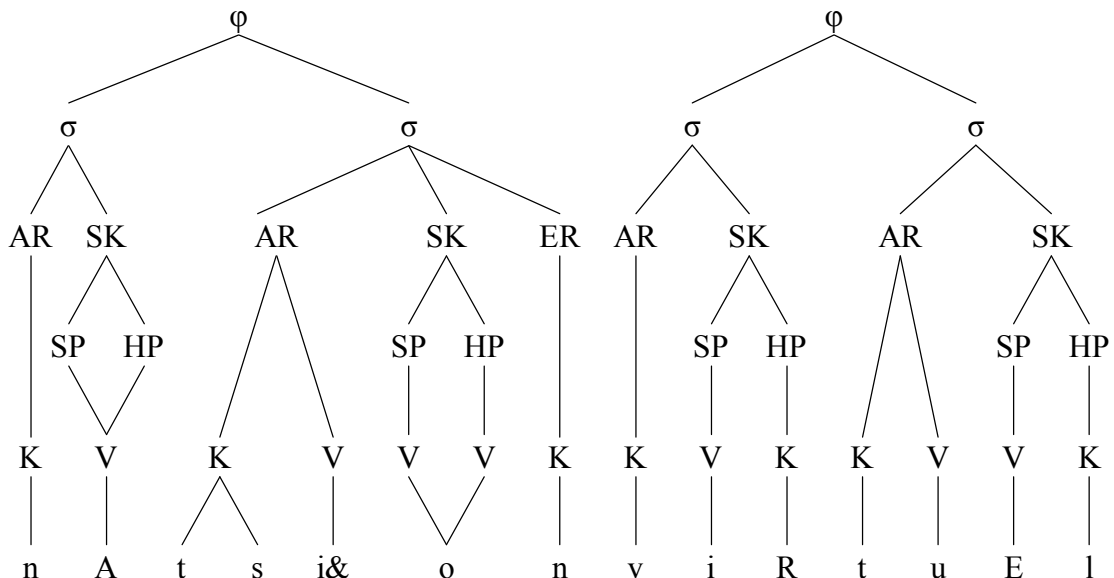 φ φ
σ σ σ σ
AR SK AR SK ER AR SK AR SK
SP HP SP HP SP HP SP HP
K V K V V V K K V K K V V K
n A t s i& o n v i R t u E l